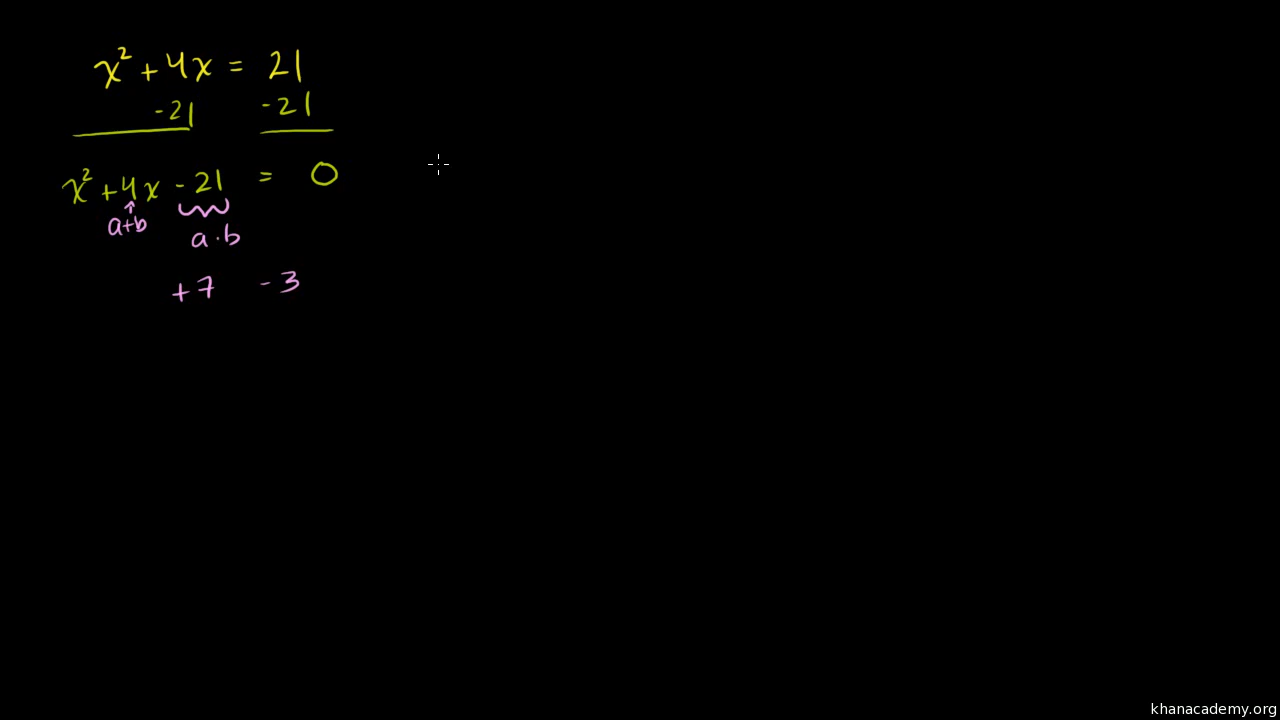 x² + 4x = 21
-21 -21
x² + 4x - 21 = 0
a+b
a·b
+7 -3
khanacademy.org